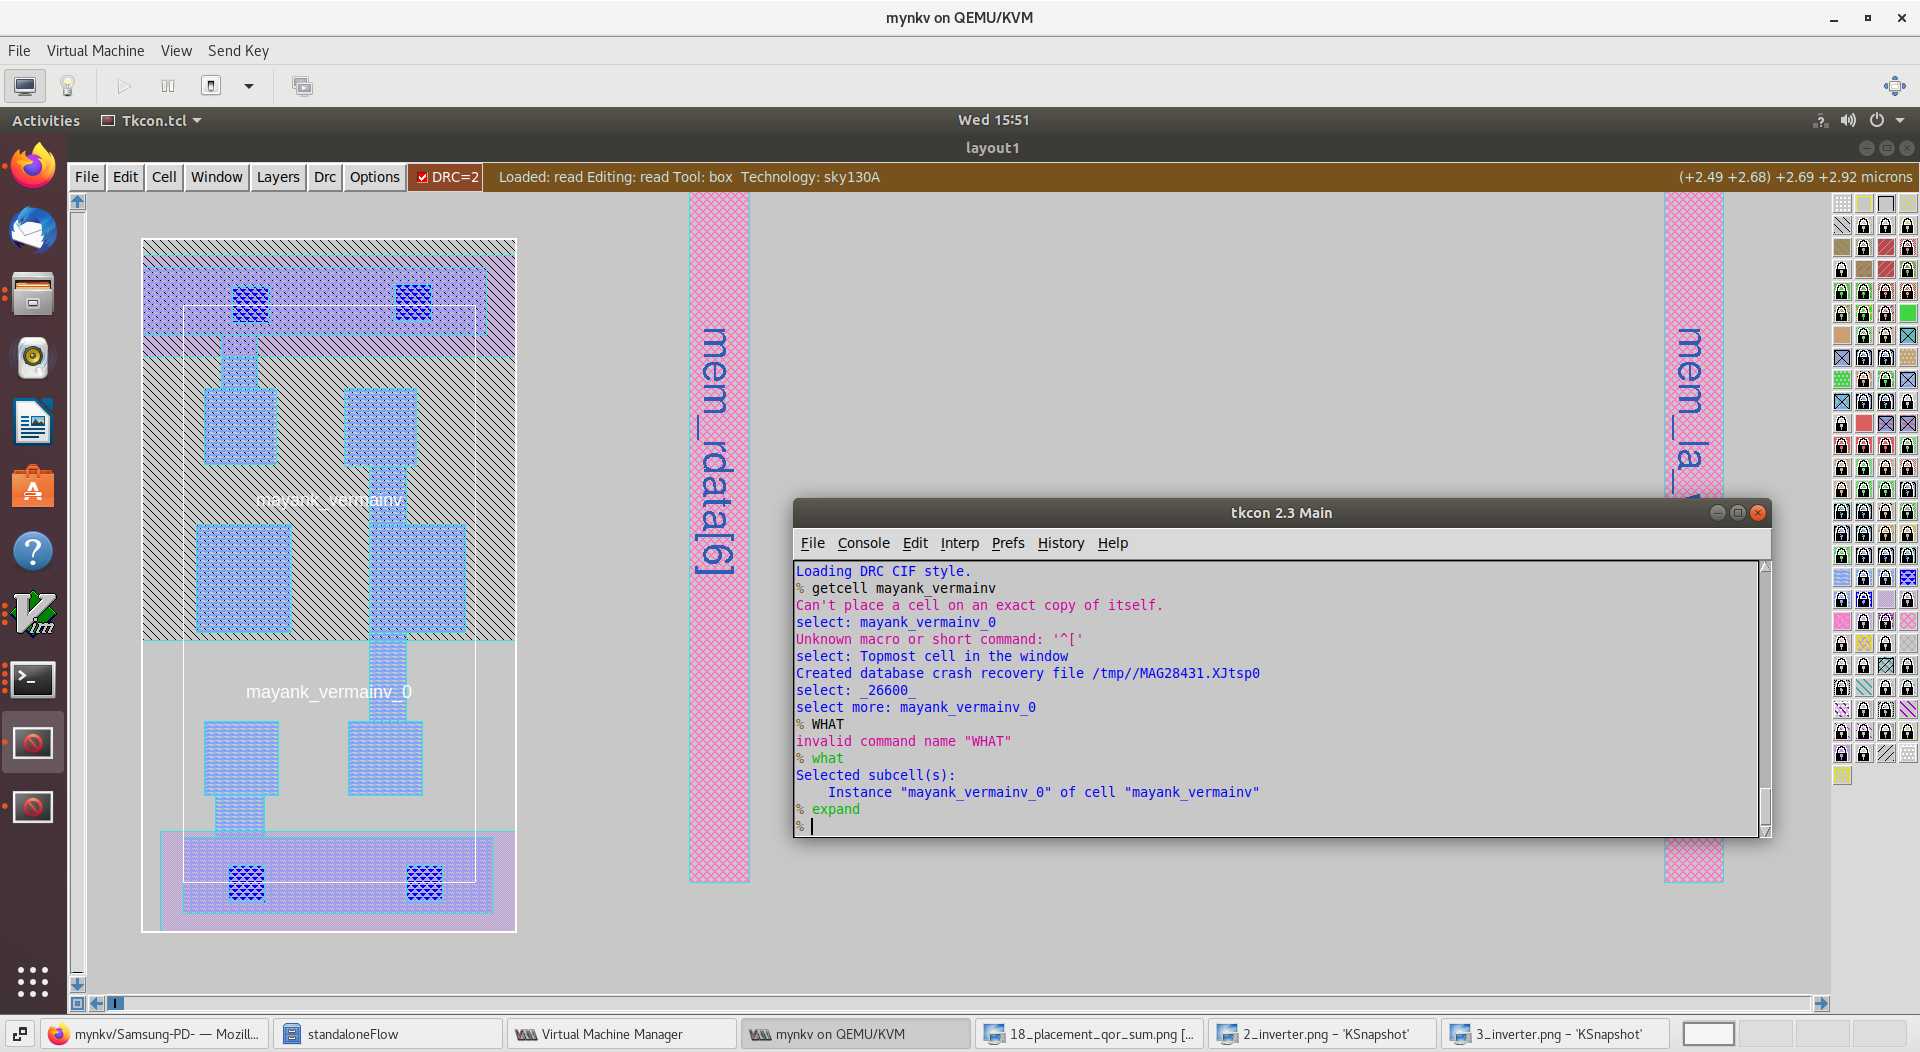 mynkv on QEMU/KVM
File Virtual Machine View Send Key
Activities Tkcon.tcl Wed 15:51
layout1
File Edit Cell Window Layers Drc Options DRC=2 Loaded: read Editing: read Tool: box Technology: sky130A (+2.49 +2.68) +2.69 +2.92 microns
mayank_vermainv
mayank_vermainv_0
mem_rdata[6]
mem_la_
tkcon 2.3 Main
File Console Edit Interp Prefs History Help
Loading DRC CIF style.
% getcell mayank_vermainv
Can't place a cell on an exact copy of itself.
select: mayank_vermainv_0
Unknown macro or short command: '^['
select: Topmost cell in the window
Created database crash recovery file /tmp//MAG28431.XJtsp0
select: _26600_
select more: mayank_vermainv_0
% WHAT
invalid command name "WHAT"
% what
Selected subcell(s):
Instance "mayank_vermainv_0" of cell "mayank_vermainv"
% expand
%
mynkv/Samsung-PD- — Mozill...
standaloneFlow
Virtual Machine Manager
mynkv on QEMU/KVM
18_placement_qor_sum.png [...
2_inverter.png – 'KSnapshot'
3_inverter.png – 'KSnapshot'